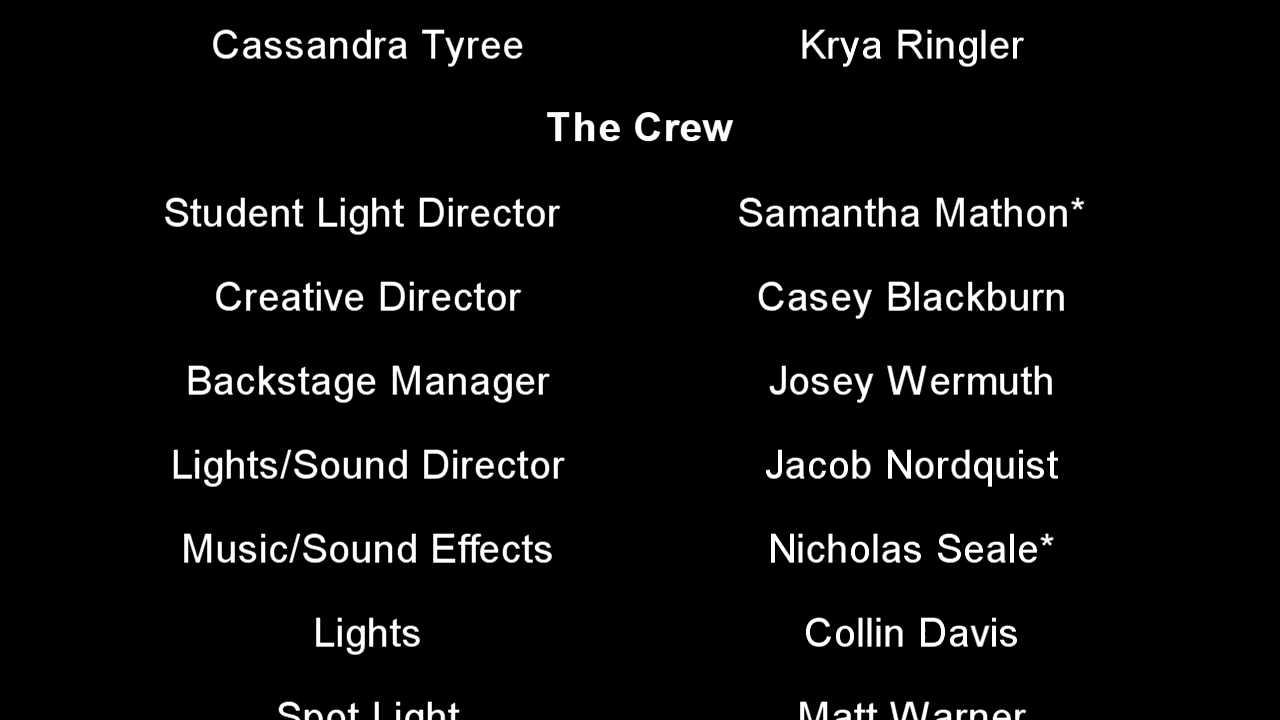 Cassandra Tyree Krya Ringler
The Crew
Student Light Director Samantha Mathon*
Creative Director Casey Blackburn
Backstage Manager Josey Wermuth
Lights/Sound Director Jacob Nordquist
Music/Sound Effects Nicholas Seale*
Lights Collin Davis
Spot Light Matt Warner